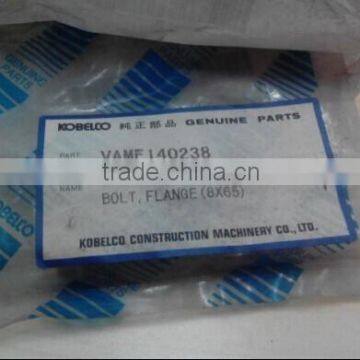 GENUINE
PARTS
KOBELCO 純正部品 GENUINE PARTS
PART VAME140238
trade.china.cn
NAME BOLT, FLANGE (8X65)
KOBELCO CONSTRUCTION MACHINERY CO., LTD.